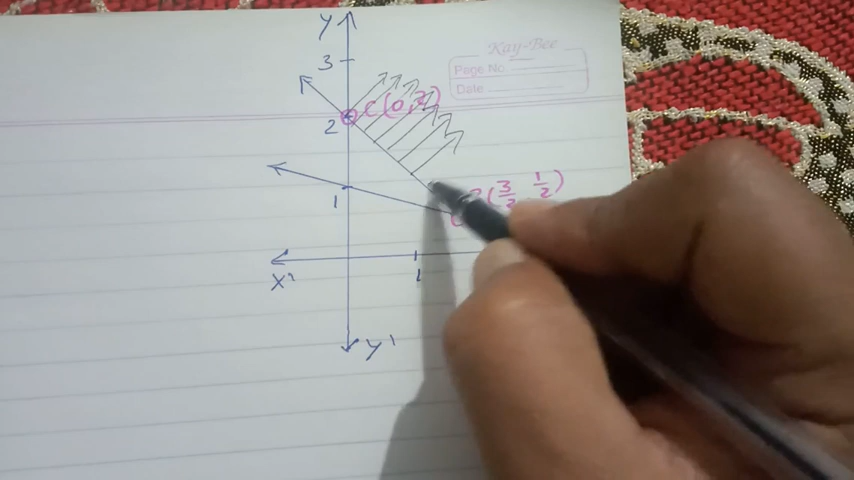 Y
Kay-Bee
3
Page No
Date
C(0,2)
2
B(3/2, 1/2)
1
X'
1
Y'